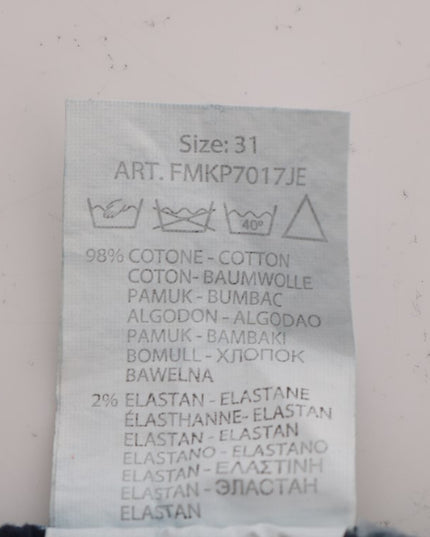 Size: 31
ART. FMKP7017JE
40°
98% COTONE - COTTON
COTON - BAUMWOLLE
PAMUK - BUMBAC
ALGODON - ALGODAO
PAMUK - BAMBAKI
BOMULL - ХЛОПОК
BAWELNA
2% ELASTAN - ELASTANE
ÉLASTHANNE - ELASTAN
ELASTAN - ELASTAN
ELASTANO - ELASTANO
ELASTAN - ΕΛΑΣΤΙΝΗ
ELASTAN - ЭЛАСТАН
ELASTAN